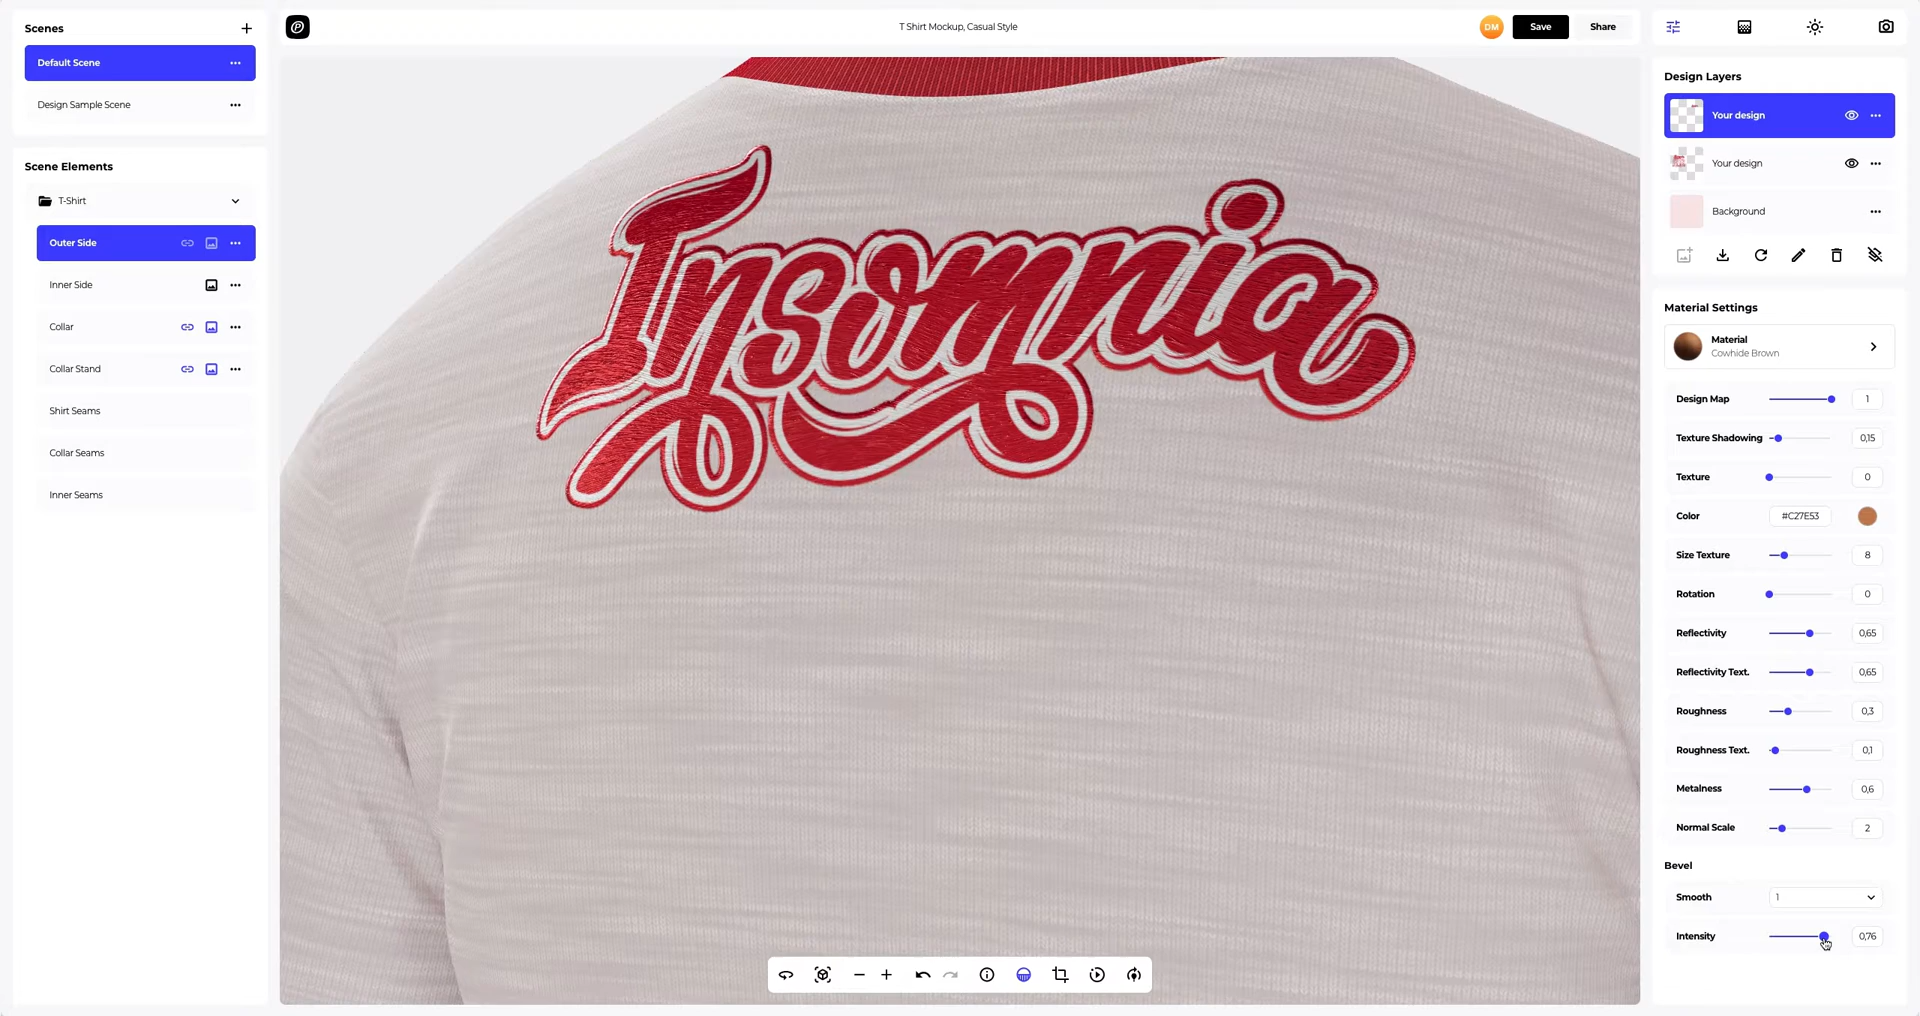 Scenes
Default Scene
Design Sample Scene
Scene Elements
T-Shirt
Outer Side
Inner Side
Collar
Collar Stand
Shirt Seams
Collar Seams
Inner Seams
T Shirt Mockup, Casual Style
DM
Save
Share
Insomnia
Design Layers
Your design
Your design
Background
Material Settings
Material
Cowhide Brown
Design Map 1
Texture Shadowing 0,15
Texture 0
Color #C27E53
Size Texture 8
Rotation 0
Reflectivity 0,65
Reflectivity Text. 0,65
Roughness 0,3
Roughness Text. 0,1
Metalness 0,6
Normal Scale 2
Bevel
Smooth 1
Intensity 0,76